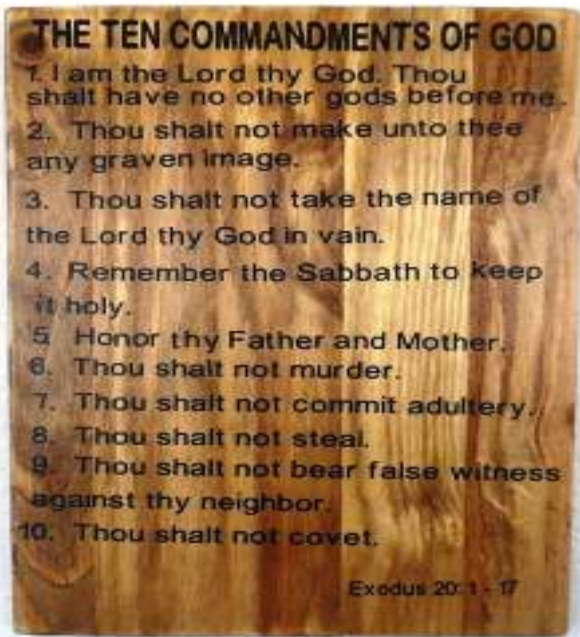 THE TEN COMMANDMENTS OF GOD
1. I am the Lord thy God. Thou
shalt have no other gods before me.
2. Thou shalt not make unto thee
any graven image.
3. Thou shalt not take the name of
the Lord thy God in vain.
4. Remember the Sabbath to keep
it holy.
5 Honor thy Father and Mother.
6. Thou shalt not murder.
7. Thou shalt not commit adultery.
8. Thou shalt not steal.
9. Thou shalt not bear false witness
against thy neighbor.
10. Thou shalt not covet.
Exodus 20:1 - 17